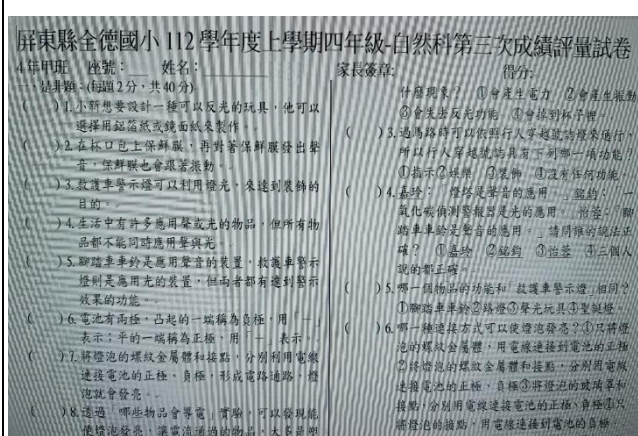 屏東縣全德國小 112 學年度上學期四年級-自然科第三次成績評量試卷
4年甲班 座號： 姓名：
家長簽章： 得分：
一、是非題：(每題2分，共40分)
( )1.小新想要設計一種可以反光的玩具，他可以
選擇用鋁箔紙或鏡面紙來製作。
( )2.在杯口包上保鮮膜，再對著保鮮膜發出聲
音，保鮮膜也會跟著振動。
( )3.救護車警示燈可以利用燈光，來達到裝飾的
目的。
( )4.生活中有許多應用聲或光的物品，但所有物
品都不能同時應用聲與光。
( )5.腳踏車車鈴是應用聲音的裝置，救護車警示
燈則是應用光的裝置，但兩者都有達到警示
效果的功能。
( )6.電池有兩極，凸起的一端稱為負極，用「－」
表示；平的一端稱為正極，用「－」表示。
( )7.將燈泡的螺紋金屬體和接點，分別利用電線
連接電池的正極、負極，形成電路通路，燈
泡就會發亮。
( )8.透過「哪些物品會導電」實驗，可以發現能
使燈泡發亮，讓電流通過的物品，大多是塑
什麼現象？ ①會產生電力 ②會產生振動
③會失去反光功能 ④會掉到杯子裡
( )3.過馬路時可以依照行人穿越號誌燈來通行，
所以行人穿越號誌具有下列哪一項功能？
①指示②娛樂 ③裝飾 ④沒有任何功能。
( )4.嘉玲：「燈塔是聲音的應用。」銘鈞：「一
氧化碳偵測警報器是光的應用。」怡蓉：「腳
踏車車鈴是聲音的應用。」請問誰的說法正
確？ ①嘉玲 ②銘鈞 ③怡蓉 ④三個人
說的都正確。
( )5.哪一個物品的功能和「救護車警示燈」相同？
①腳踏車車鈴②路燈③聲光玩具④聖誕燈。
( )6.哪一種連接方式可以使燈泡發亮？①只將燈
泡的螺紋金屬體，用電線連接到電池的正極
②將燈泡的螺紋金屬體和接點，分別用電線
連接電池的正極、負極③將燈泡的玻璃罩和
接點，分別用電線連接電池的正極、負極④只
將燈泡的接點，用電線連接到電池的負極